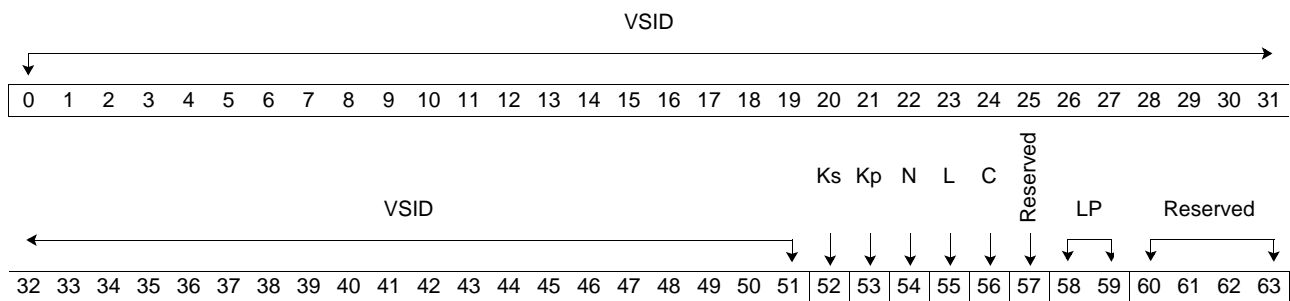 VSID
0 1 2 3 4 5 6 7 8 9 10 11 12 13 14 15 16 17 18 19 20 21 22 23 24 25 26 27 28 29 30 31
Ks Kp N L C Reserved
VSID LP Reserved
32 33 34 35 36 37 38 39 40 41 42 43 44 45 46 47 48 49 50 51 52 53 54 55 56 57 58 59 60 61 62 63